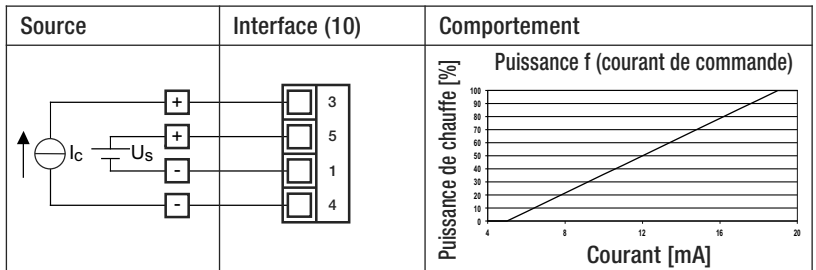 Source
Interface (10)
Comportement
Ic
Us
+
+
-
-
3
5
1
4
Puissance f (courant de commande)
Puissance de chauffe [%]
100
90
80
70
60
50
40
30
20
10
0
4 8 12 16 20
Courant [mA]